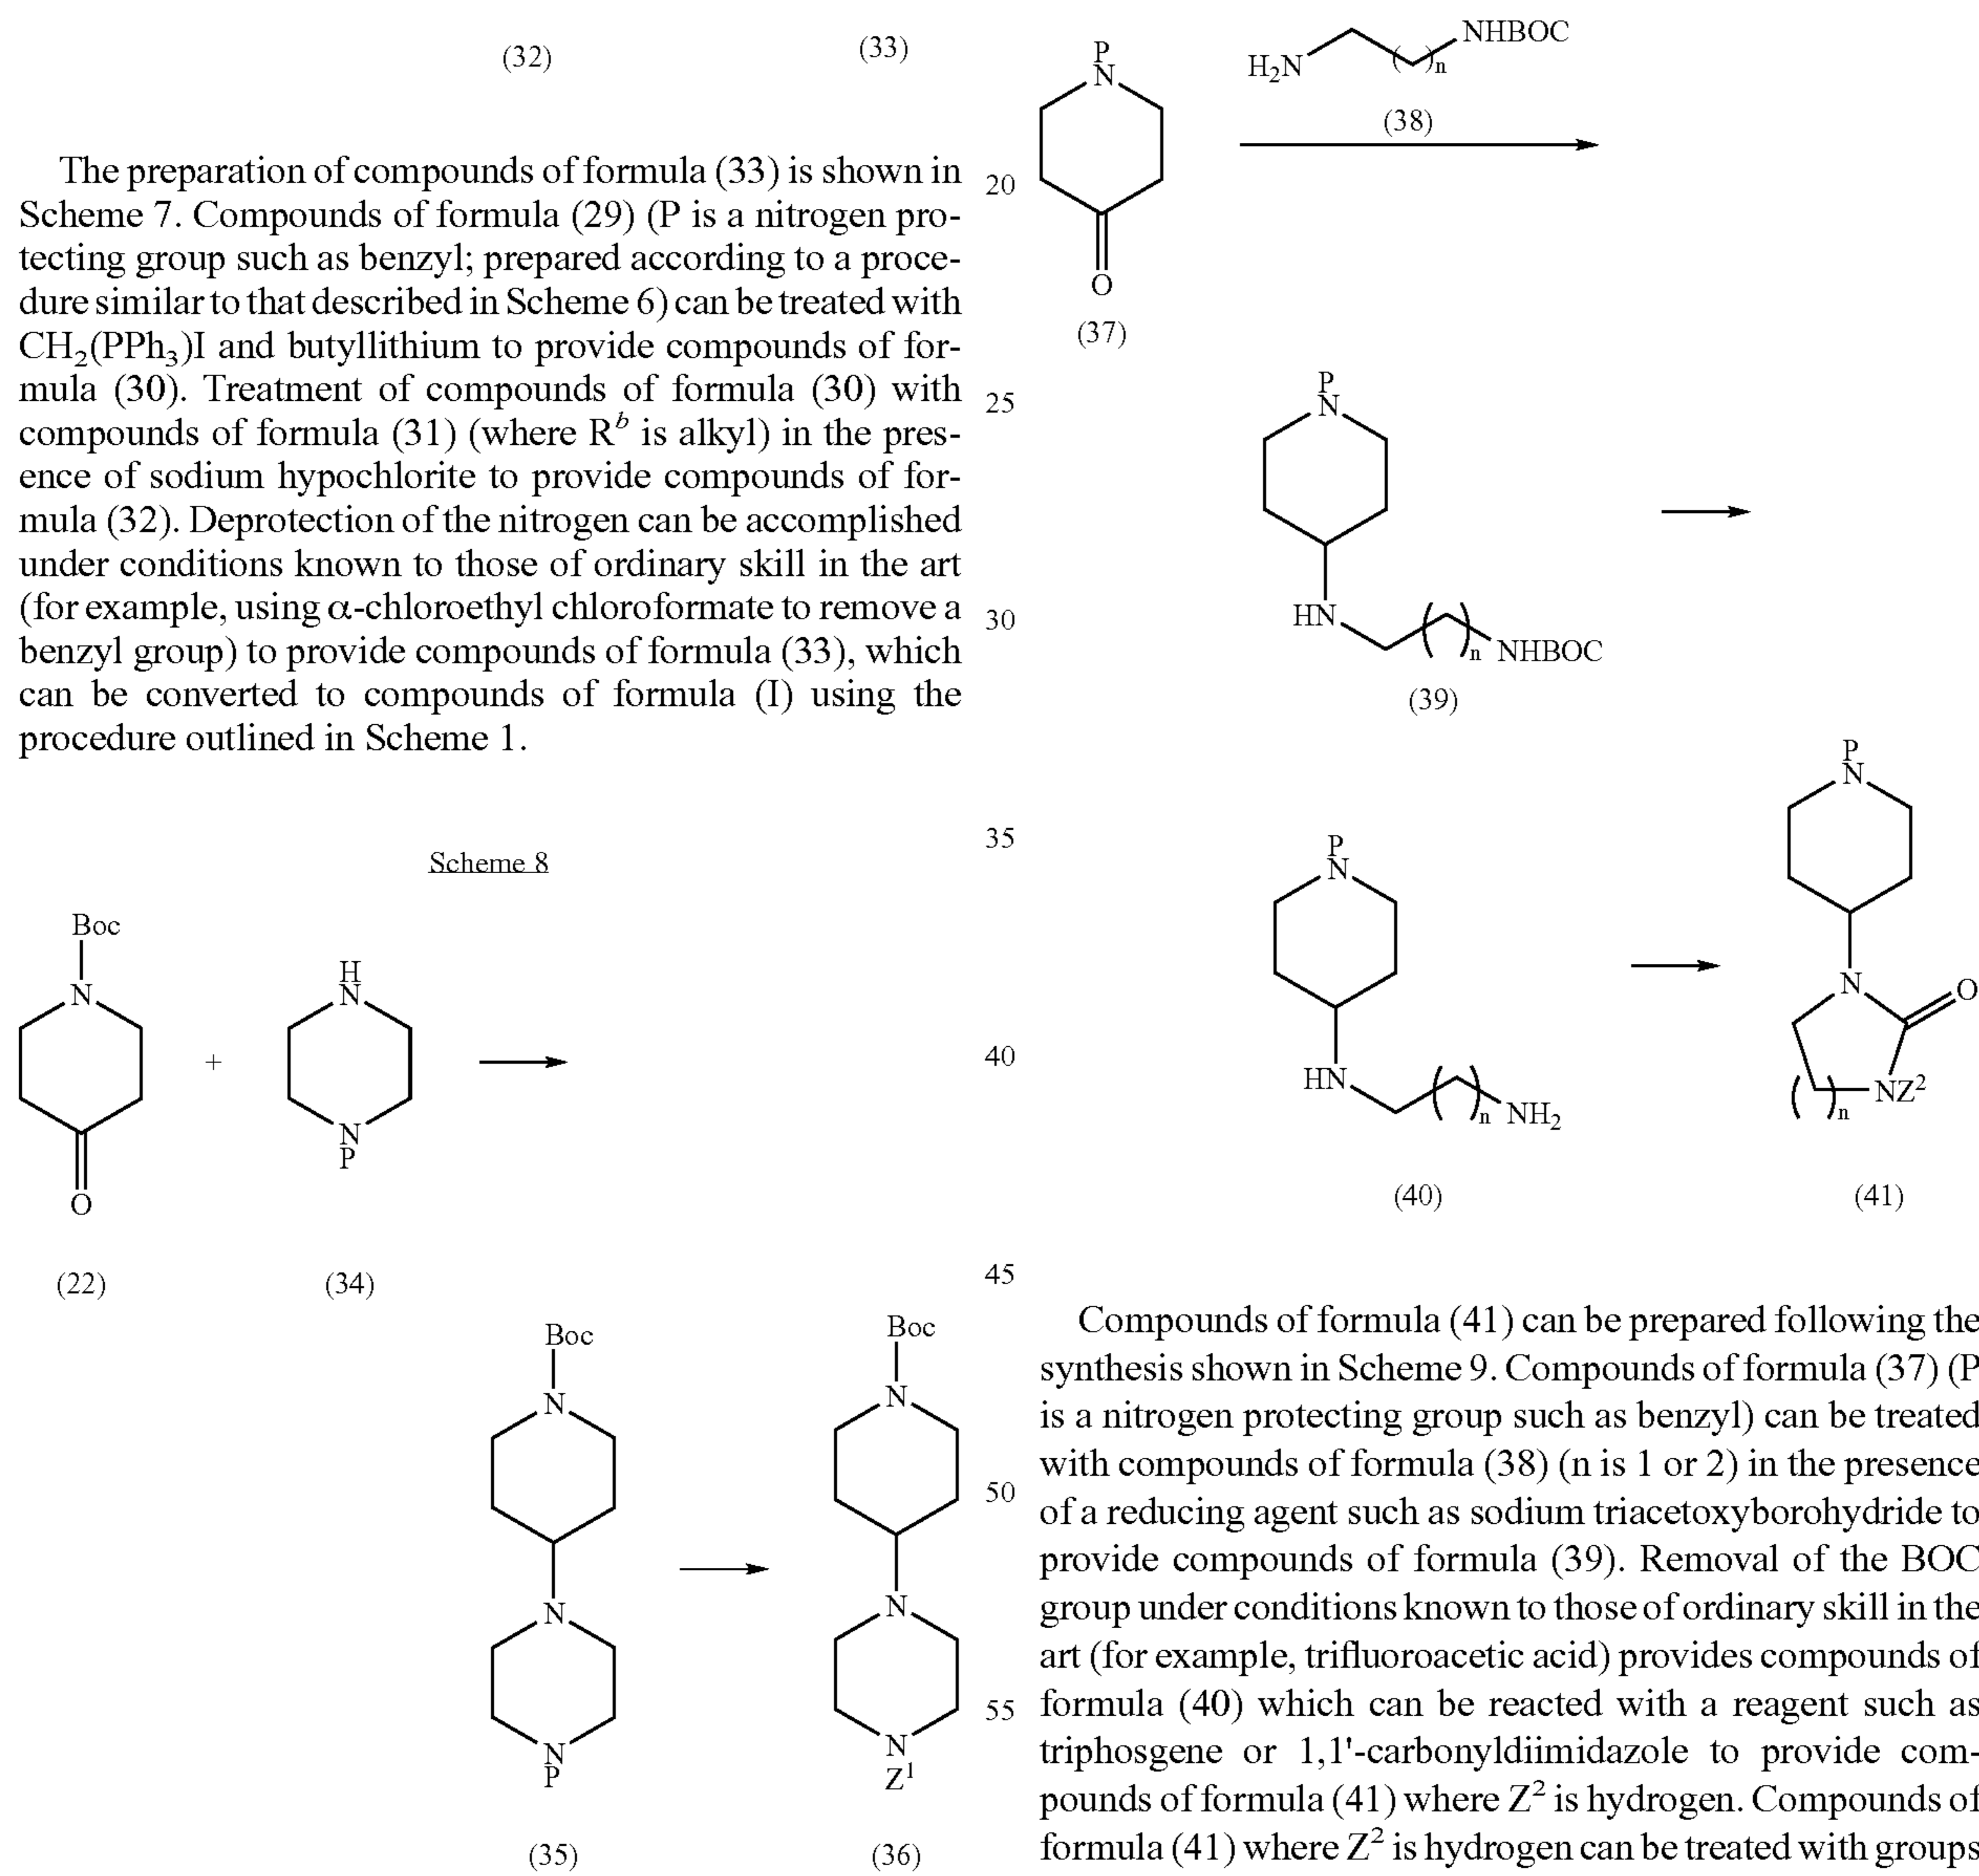 (32)
(33)
The preparation of compounds of formula (33) is shown in
Scheme 7. Compounds of formula (29) (P is a nitrogen pro-
tecting group such as benzyl; prepared according to a proce-
dure similar to that described in Scheme 6) can be treated with
CH₂(PPh₃)I and butyllithium to provide compounds of for-
mula (30). Treatment of compounds of formula (30) with
compounds of formula (31) (where Rᵇ is alkyl) in the pres-
ence of sodium hypochlorite to provide compounds of for-
mula (32). Deprotection of the nitrogen can be accomplished
under conditions known to those of ordinary skill in the art
(for example, using α-chloroethyl chloroformate to remove a
benzyl group) to provide compounds of formula (33), which
can be converted to compounds of formula (I) using the
procedure outlined in Scheme 1.
Scheme 8
Boc
N
O
(22)
+
H
N
N
P
(34)
Boc
N
N
N
P
(35)
Boc
N
N
N
Z¹
(36)
20
25
30
35
40
45
50
55
P
N
O
(37)
H₂N
( )n
NHBOC
(38)
P
N
HN
( )n
NHBOC
(39)
P
N
HN
( )n
NH₂
(40)
P
N
N
O
( )n
NZ²
(41)
Compounds of formula (41) can be prepared following the
synthesis shown in Scheme 9. Compounds of formula (37) (P
is a nitrogen protecting group such as benzyl) can be treated
with compounds of formula (38) (n is 1 or 2) in the presence
of a reducing agent such as sodium triacetoxyborohydride to
provide compounds of formula (39). Removal of the BOC
group under conditions known to those of ordinary skill in the
art (for example, trifluoroacetic acid) provides compounds of
formula (40) which can be reacted with a reagent such as
triphosgene or 1,1'-carbonyldiimidazole to provide com-
pounds of formula (41) where Z² is hydrogen. Compounds of
formula (41) where Z² is hydrogen can be treated with groups